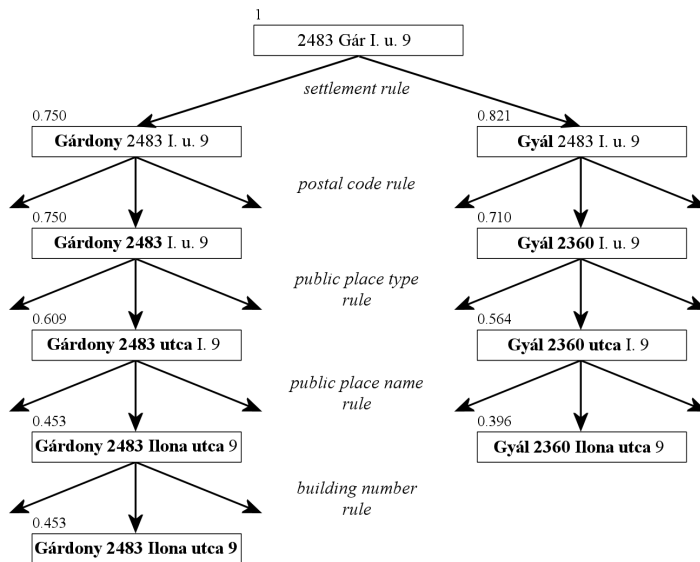 1
2483 Gár I. u. 9
settlement rule
0.750
0.821
Gárdony 2483 I. u. 9
Gyál 2483 I. u. 9
postal code rule
0.750
0.710
Gárdony 2483 I. u. 9
Gyál 2360 I. u. 9
public place type
rule
0.609
0.564
Gárdony 2483 utca I. 9
Gyál 2360 utca I. 9
public place name
rule
0.453
0.396
Gárdony 2483 Ilona utca 9
Gyál 2360 Ilona utca 9
building number
rule
0.453
Gárdony 2483 Ilona utca 9